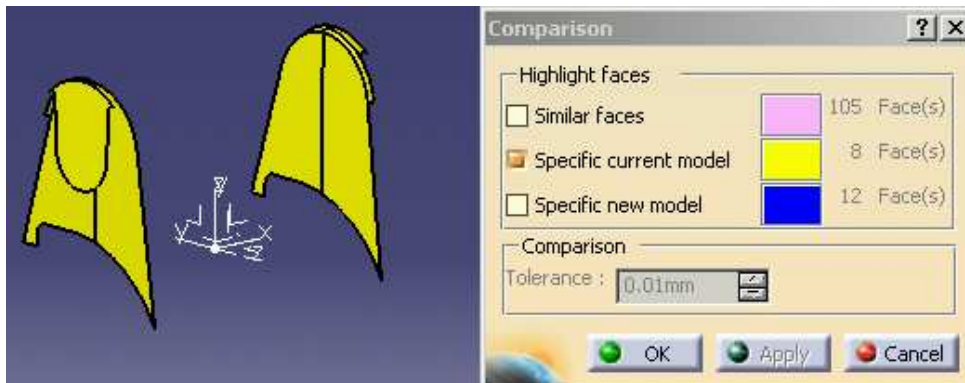 Comparison
? X
Highlight faces
Similar faces 105 Face(s)
Specific current model 8 Face(s)
Specific new model 12 Face(s)
Comparison
Tolerance : 0.01mm
OK Apply Cancel
y
Y X
Z